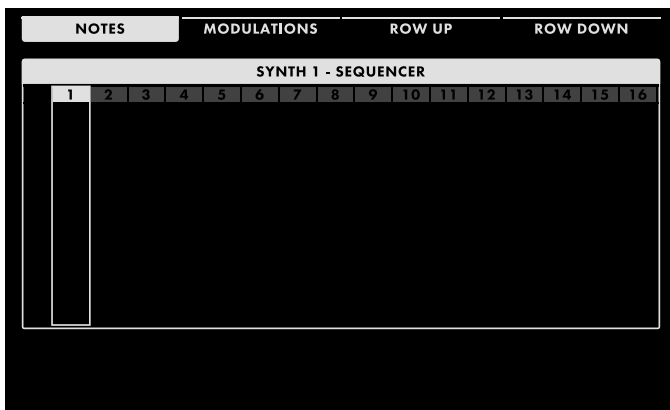 NOTES MODULATIONS ROW UP ROW DOWN
SYNTH 1 - SEQUENCER
1 2 3 4 5 6 7 8 9 10 11 12 13 14 15 16